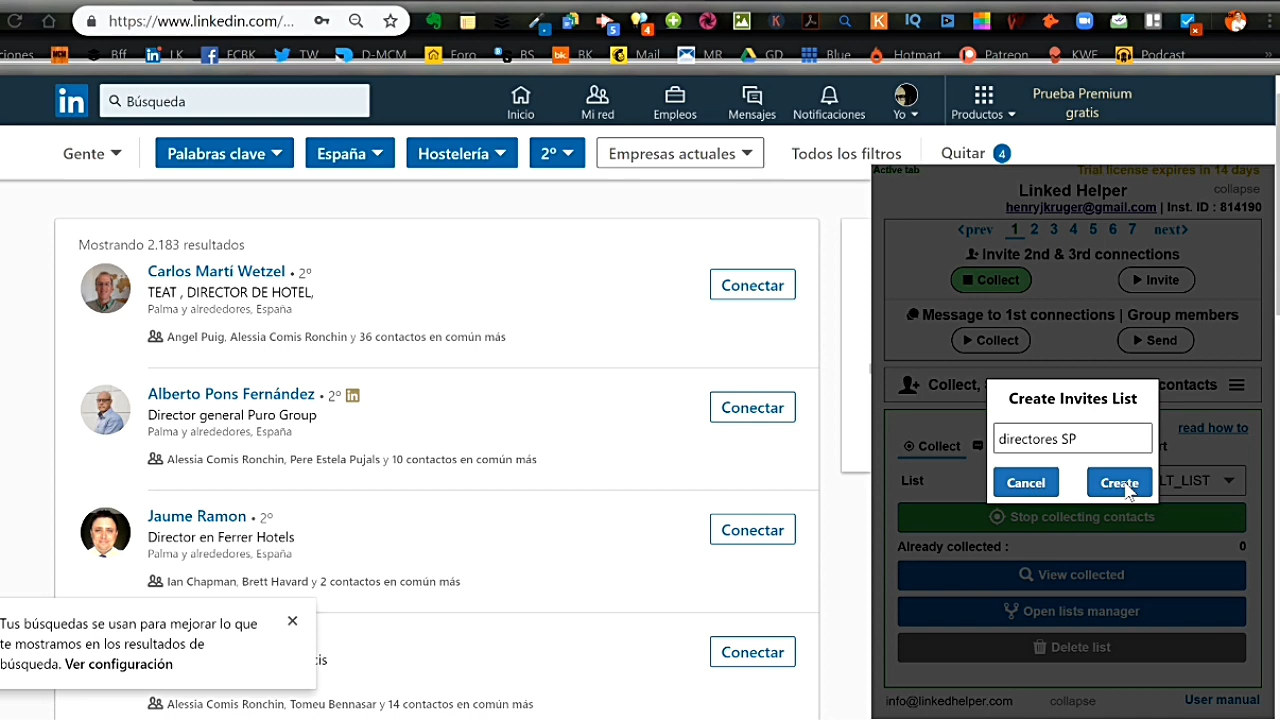 https://www.linkedin.com/...
5
4
IQ
ciones
Bff
LK
FCBK
TW
D-MCM
Foro
BS
BK
Mail
MR
GD
Blue
Hotmart
Patreon
KWF
Podcast
»
in
Búsqueda
Inicio
Mi red
Empleos
Mensajes
Notificaciones
Yo
Productos
Prueba Premium
gratis
Gente
Palabras clave
España
Hostelería
2º
Empresas actuales
Todos los filtros
Quitar 4
Mostrando 2.183 resultados
Carlos Martí Wetzel • 2º
TEAT , DIRECTOR DE HOTEL,
Palma y alrededores, España
Angel Puig, Alessia Comis Ronchin y 36 contactos en común más
Conectar
Alberto Pons Fernández • 2º in
Director general Puro Group
Palma y alrededores, España
Alessia Comis Ronchin, Pere Estela Pujals y 10 contactos en común más
Conectar
Jaume Ramon • 2º
Director en Ferrer Hotels
Palma y alrededores, España
Ian Chapman, Brett Havard y 2 contactos en común más
Conectar
Conectar
Alessia Comis Ronchin, Tomeu Bennasar y 14 contactos en común más
Tus búsquedas se usan para mejorar lo que
te mostramos en los resultados de
búsqueda. Ver configuración
Active tab
Trial license expires in 14 days
Linked Helper
collapse
henryjkruger@gmail.com | Inst. ID : 814190
<prev 1 2 3 4 5 6 7 next>
Invite 2nd & 3rd connections
Collect
Invite
Message to 1st connections | Group members
Collect
Send
Collect,
contacts
read how to
Collect
List
LT_LIST
Create Invites List
directores SP
Cancel
Create
Stop collecting contacts
Already collected :
0
View collected
Open lists manager
Delete list
info@linkedhelper.com
collapse
User manual